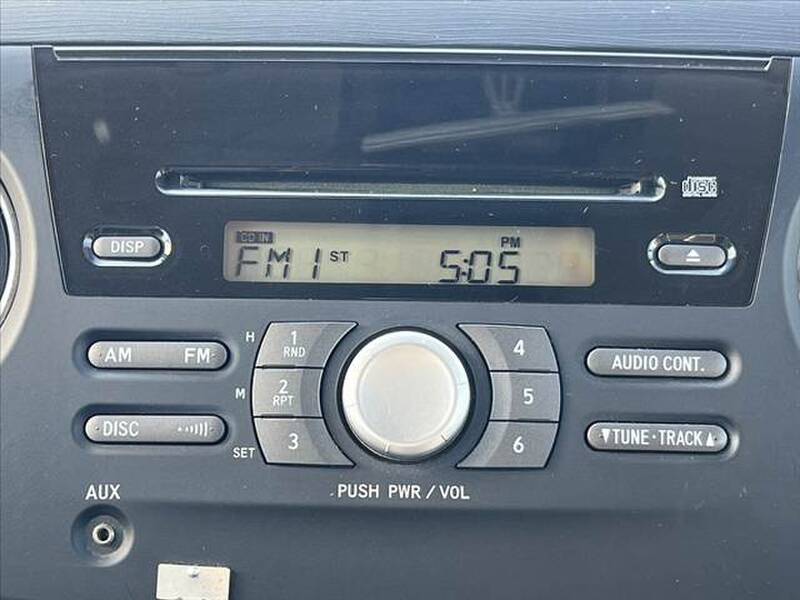 disc
DISP
CD IN
FM1 ST
PM
5:05
AM FM
H 1 RND
M 2 RPT
SET 3
4
5
6
AUDIO CONT.
DISC
▼TUNE·TRACK▲
PUSH PWR / VOL
AUX